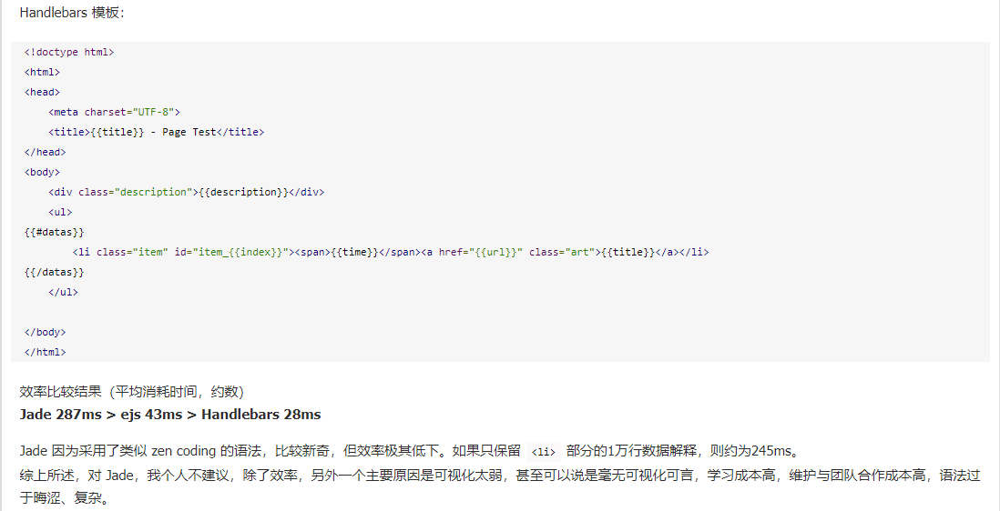 Handlebars 模板：
<!doctype html>
<html>
<head>
    <meta charset="UTF-8">
    <title>{{title}} - Page Test</title>
</head>
<body>
    <div class="description">{{description}}</div>
    <ul>
{{#datas}}
        <li class="item" id="item_{{index}}"><span>{{time}}</span><a href="{{url}}" class="art">{{title}}</a></li>
{{/datas}}
    </ul>
</body>
</html>
效率比较结果（平均消耗时间，约数）
Jade 287ms > ejs 43ms > Handlebars 28ms
Jade 因为采用了类似 zen coding 的语法，比较新奇，但效率极其低下。如果只保留 <li> 部分的1万行数据解释，则约为245ms。
综上所述，对 Jade，我个人不建议，除了效率，另外一个主要原因是可视化太弱，甚至可以说是毫无可视化可言，学习成本高，维护与团队合作成本高，语法过
于晦涩、复杂。